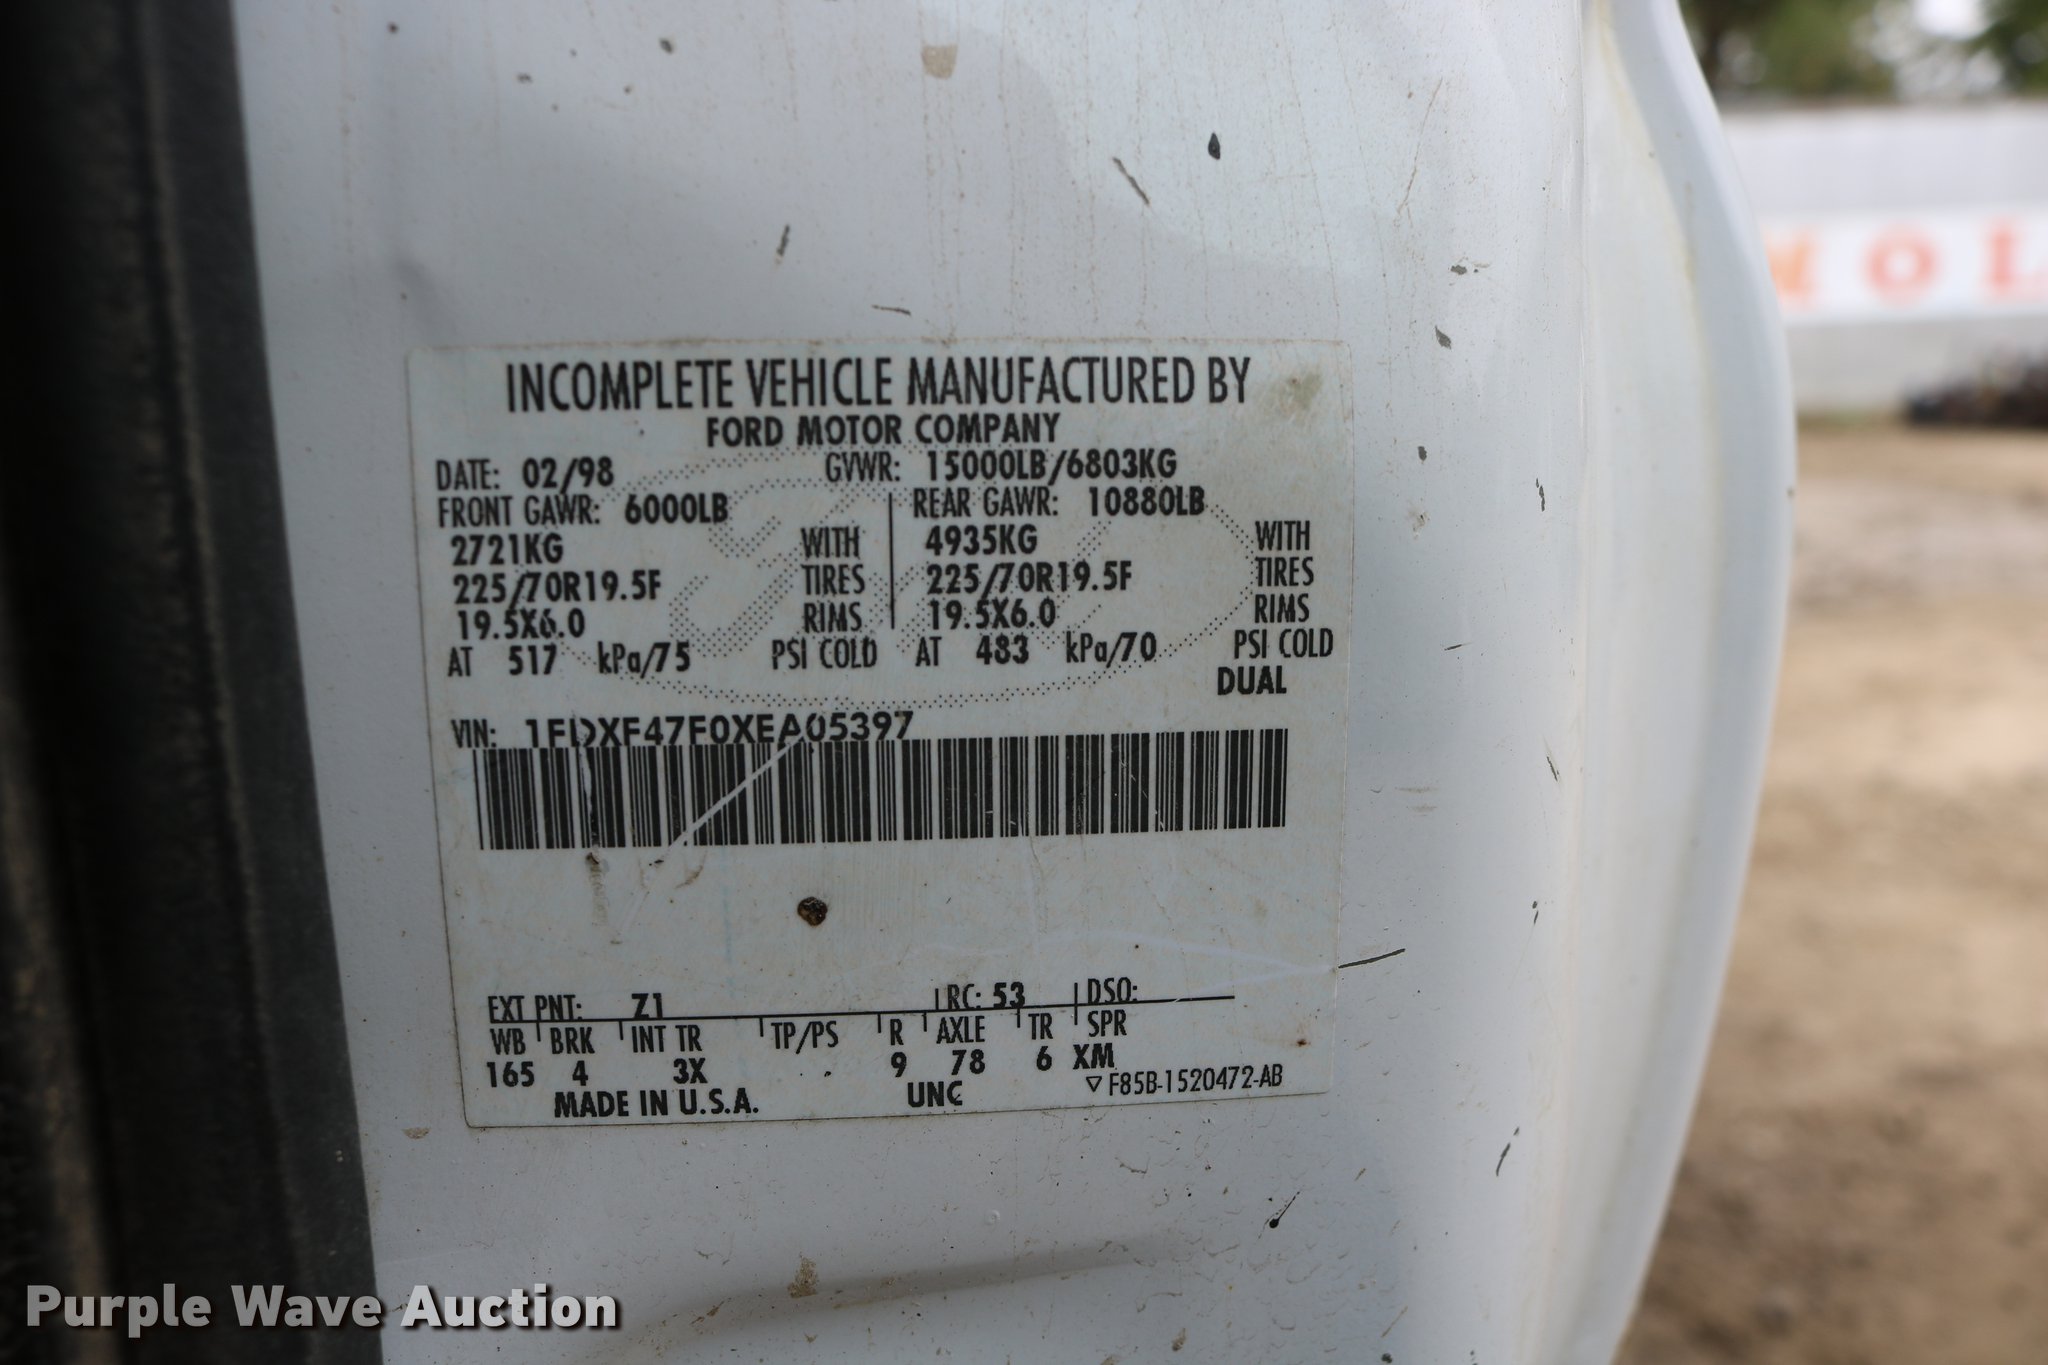 INCOMPLETE VEHICLE MANUFACTURED BY
FORD MOTOR COMPANY
DATE: 02/98 GVWR: 15000LB/6803KG
FRONT GAWR: 6000LB REAR GAWR: 10880LB
2721KG WITH 4935KG WITH
225/70R19.5F TIRES 225/70R19.5F TIRES
19.5X6.0 RIMS 19.5X6.0 RIMS
AT 517 kPa/75 PSI COLD AT 483 kPa/70 PSI COLD
DUAL
Ford
VIN: 1FDXF47F0XEA05397
EXT PNT: Z1 RC: 53 DSO:
WB BRK INT TR TP/PS R AXLE TR SPR
165 4 3X 9 78 6 XM
MADE IN U.S.A. UNC ▽ F85B-1520472-AB
OL
Purple Wave Auction